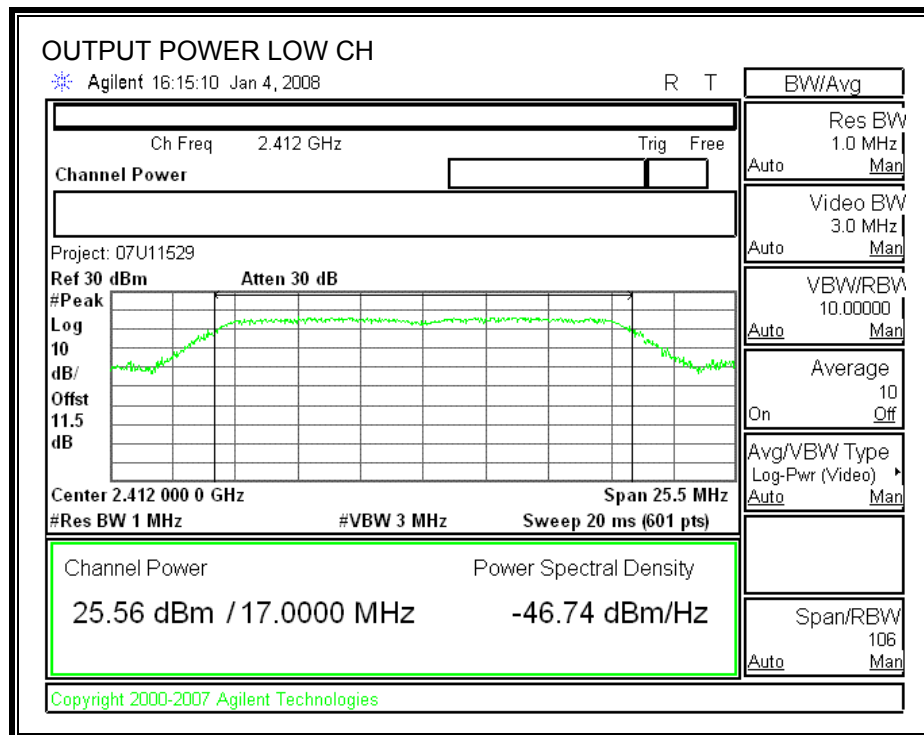 OUTPUT POWER LOW CH
Agilent 16:15:10 Jan 4, 2008 R T
Ch Freq 2.412 GHz Trig Free
Channel Power
Project: 07U11529
Ref 30 dBm Atten 30 dB
#Peak
Log
10
dB/
Offst
11.5
dB
Center 2.412 000 0 GHz Span 25.5 MHz
#Res BW 1 MHz #VBW 3 MHz Sweep 20 ms (601 pts)
Channel Power Power Spectral Density
25.56 dBm / 17.0000 MHz -46.74 dBm/Hz
Copyright 2000-2007 Agilent Technologies
BW/Avg
Res BW
1.0 MHz
Auto Man
Video BW
3.0 MHz
Auto Man
VBW/RBW
10.00000
Auto Man
Average
10
On Off
Avg/VBW Type
Log-Pwr (Video)
Auto Man
Span/RBW
106
Auto Man